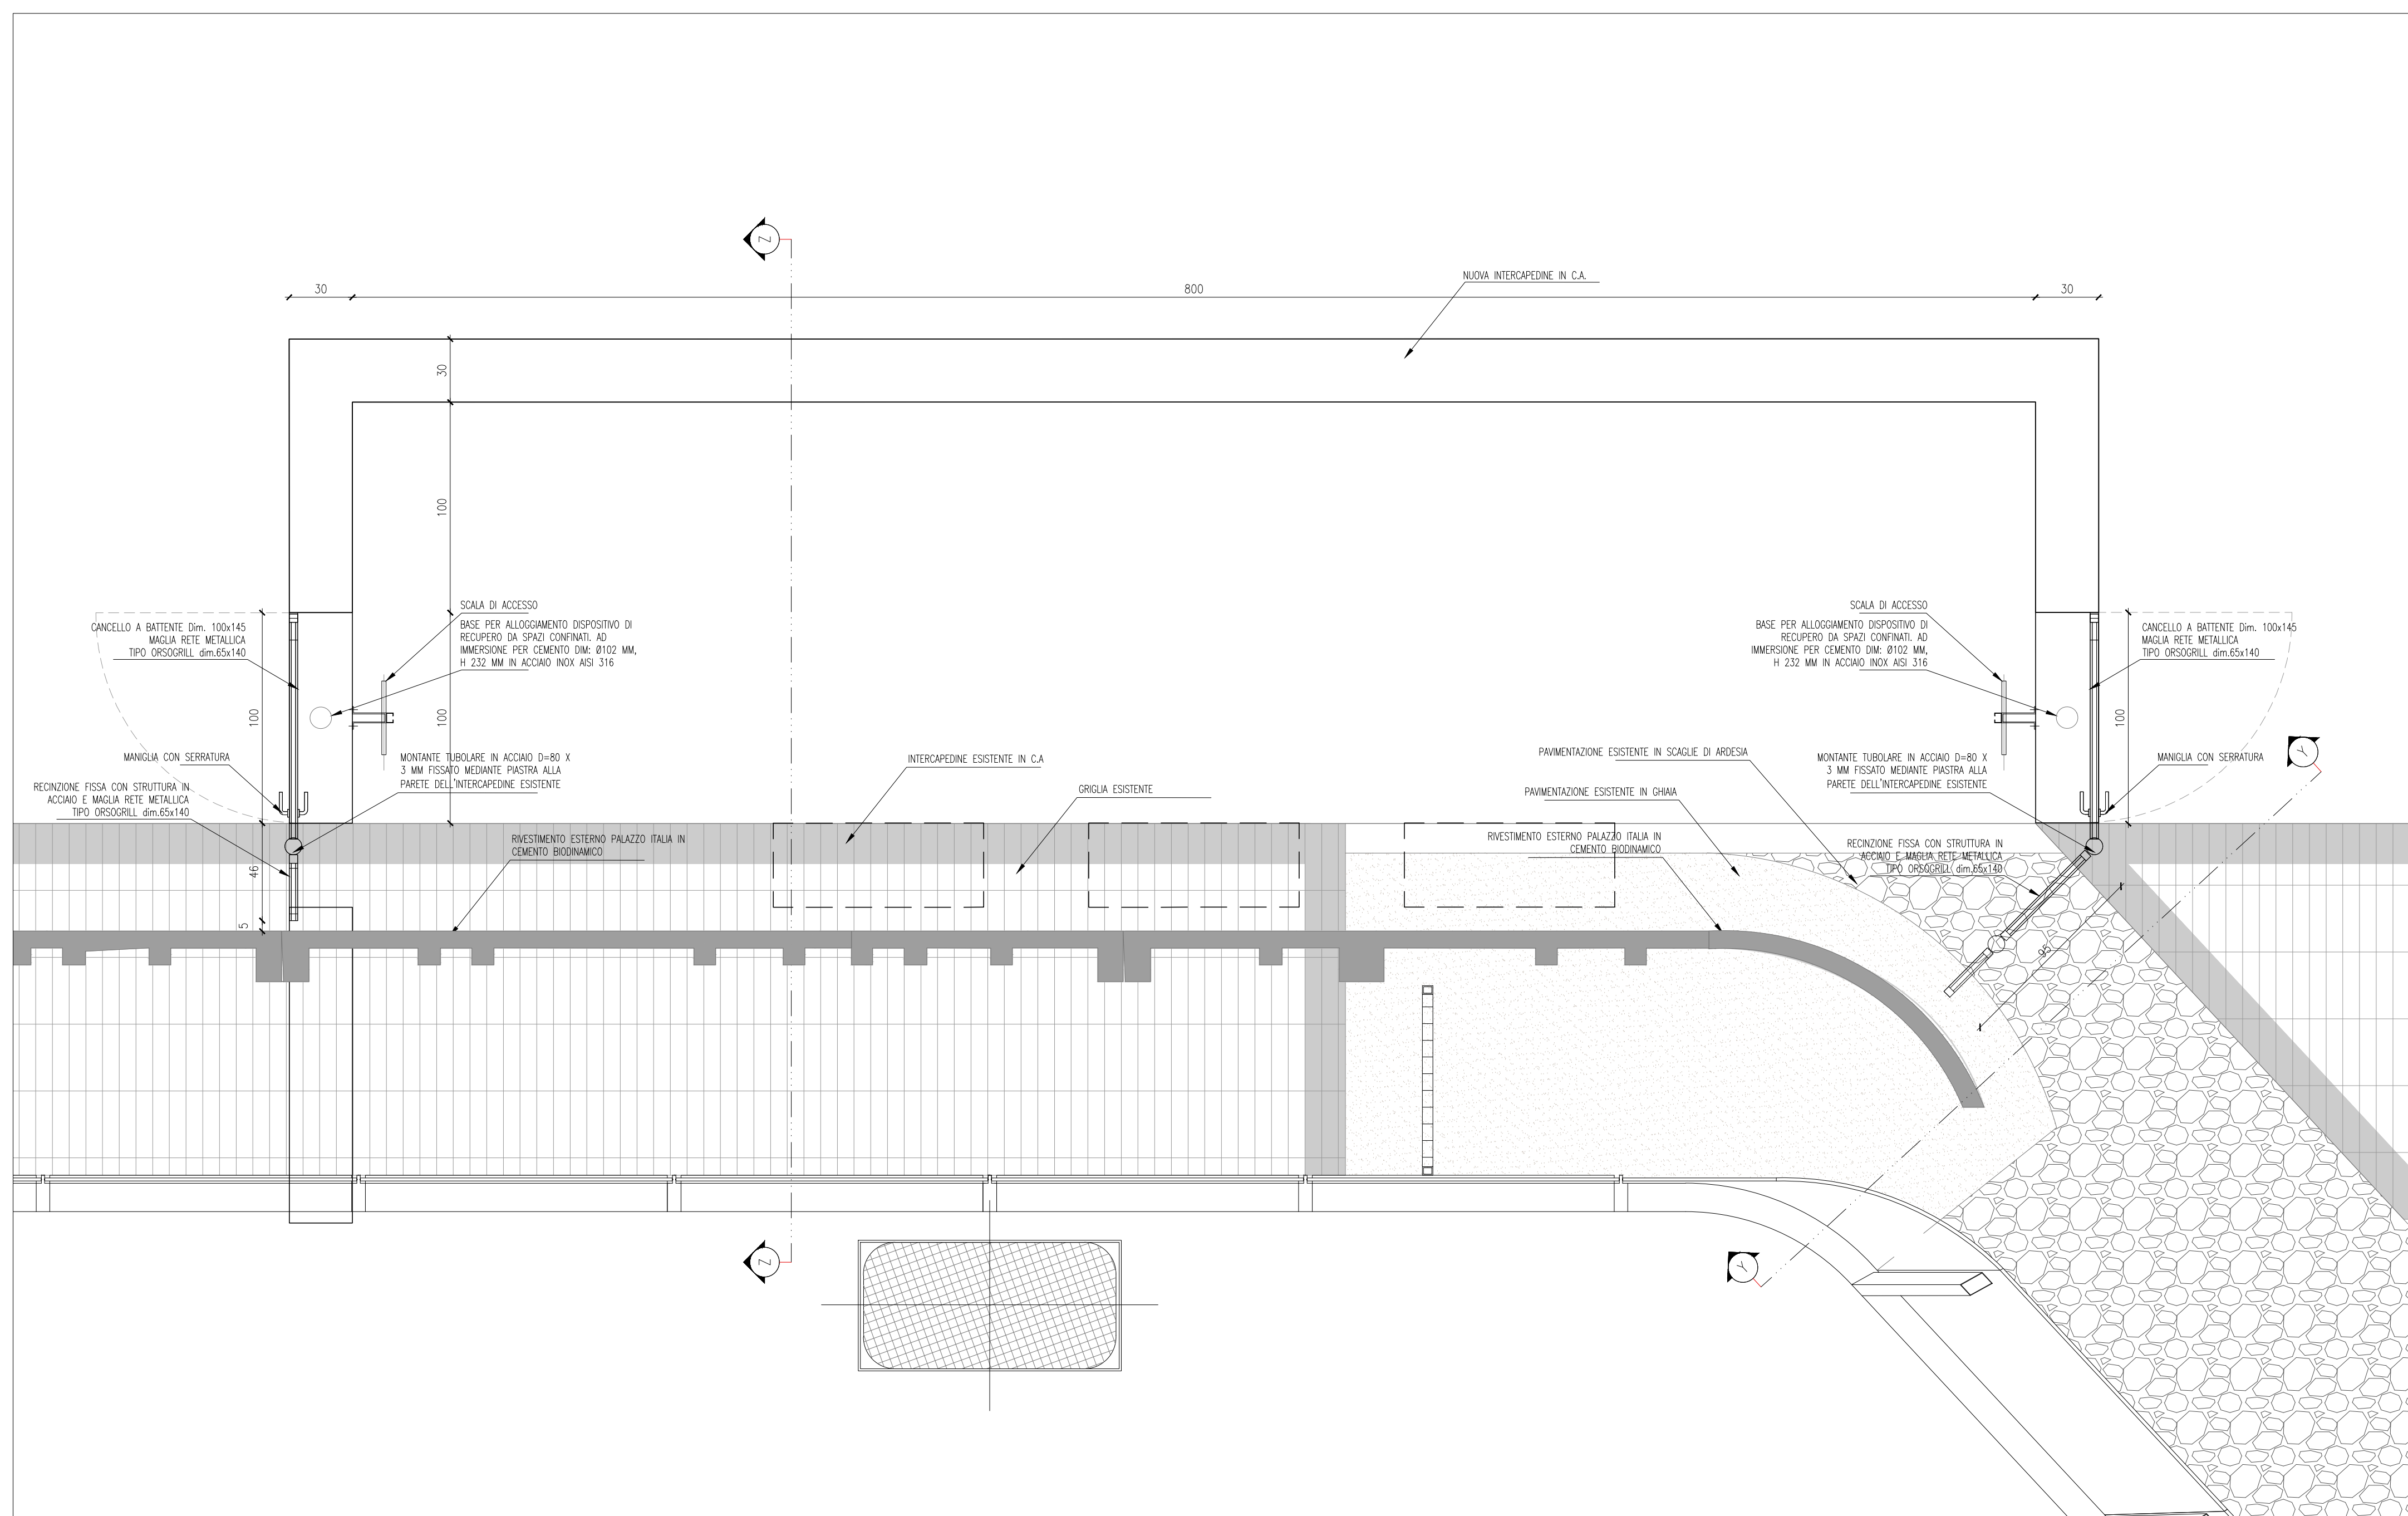 Z
NUOVA INTERCAPEDINE IN C.A.
30
800
30
30
100
100
SCALA DI ACCESSO
BASE PER ALLOGGIAMENTO DISPOSITIVO DI
RECUPERO DA SPAZI CONFINATI. AD
IMMERSIONE PER CEMENTO DIM: Ø102 MM,
H 232 MM IN ACCIAIO INOX AISI 316
CANCELLO A BATTENTE Dim. 100x145
MAGLIA RETE METALLICA
TIPO ORSOGRILL dim.65x140
100
MANIGLIA CON SERRATURA
RECINZIONE FISSA CON STRUTTURA IN
ACCIAIO E MAGLIA RETE METALLICA
TIPO ORSOGRILL dim.65x140
MONTANTE TUBOLARE IN ACCIAIO D=80 X
3 MM FISSATO MEDIANTE PIASTRA ALLA
PARETE DELL'INTERCAPEDINE ESISTENTE
46
5
RIVESTIMENTO ESTERNO PALAZZO ITALIA IN
CEMENTO BIODINAMICO
INTERCAPEDINE ESISTENTE IN C.A
GRIGLIA ESISTENTE
SCALA DI ACCESSO
BASE PER ALLOGGIAMENTO DISPOSITIVO DI
RECUPERO DA SPAZI CONFINATI. AD
IMMERSIONE PER CEMENTO DIM: Ø102 MM,
H 232 MM IN ACCIAIO INOX AISI 316
CANCELLO A BATTENTE Dim. 100x145
MAGLIA RETE METALLICA
TIPO ORSOGRILL dim.65x140
100
PAVIMENTAZIONE ESISTENTE IN SCAGLIE DI ARDESIA
PAVIMENTAZIONE ESISTENTE IN GHIAIA
RIVESTIMENTO ESTERNO PALAZZO ITALIA IN
CEMENTO BIODINAMICO
MONTANTE TUBOLARE IN ACCIAIO D=80 X
3 MM FISSATO MEDIANTE PIASTRA ALLA
PARETE DELL'INTERCAPEDINE ESISTENTE
MANIGLIA CON SERRATURA
Y
RECINZIONE FISSA CON STRUTTURA IN
ACCIAIO E MAGLIA RETE METALLICA
TIPO ORSOGRILL dim.65x140
95
Z
Y